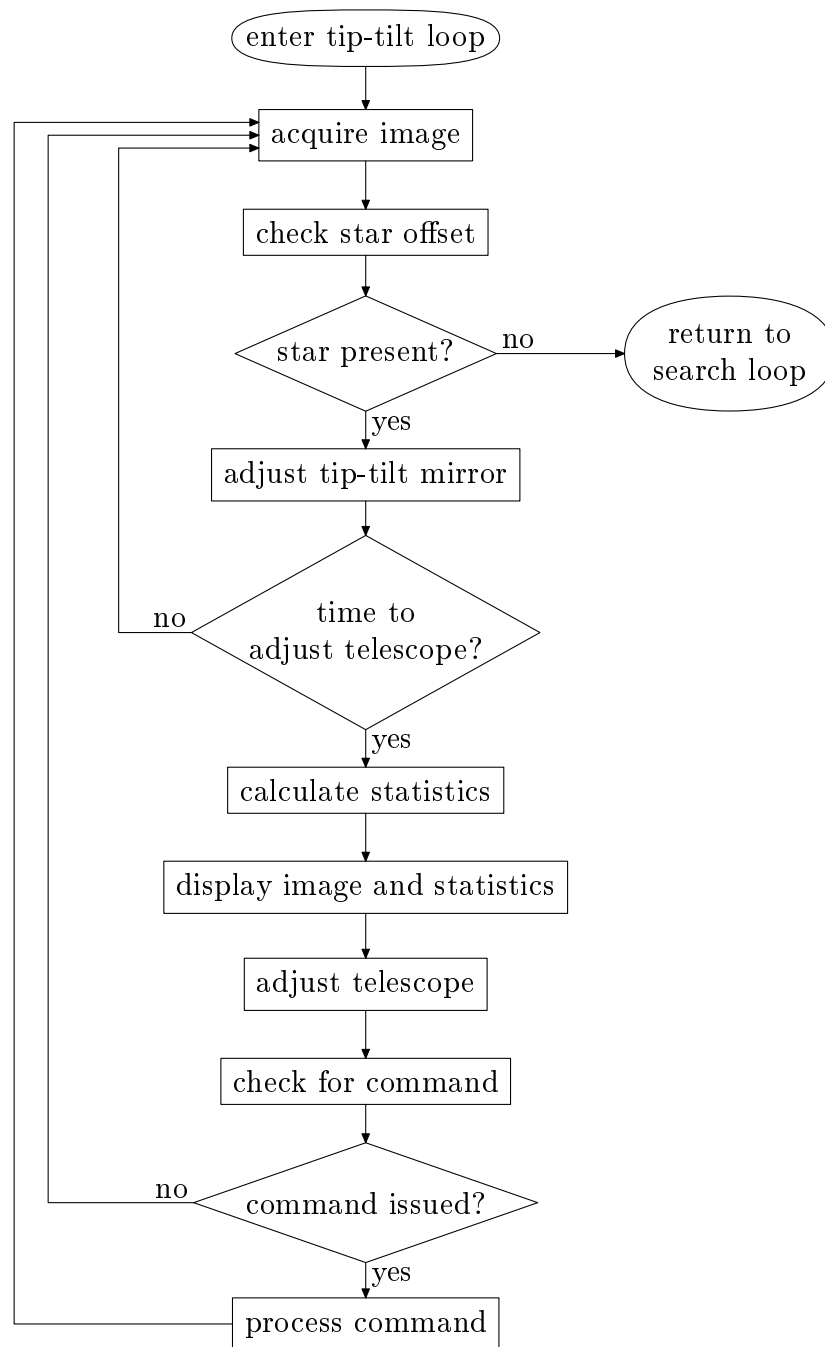 enter tip-tilt loop
acquire image
check star offset
star present?
no
return to
search loop
yes
adjust tip-tilt mirror
no
time to
adjust telescope?
yes
calculate statistics
display image and statistics
adjust telescope
check for command
no
command issued?
yes
process command